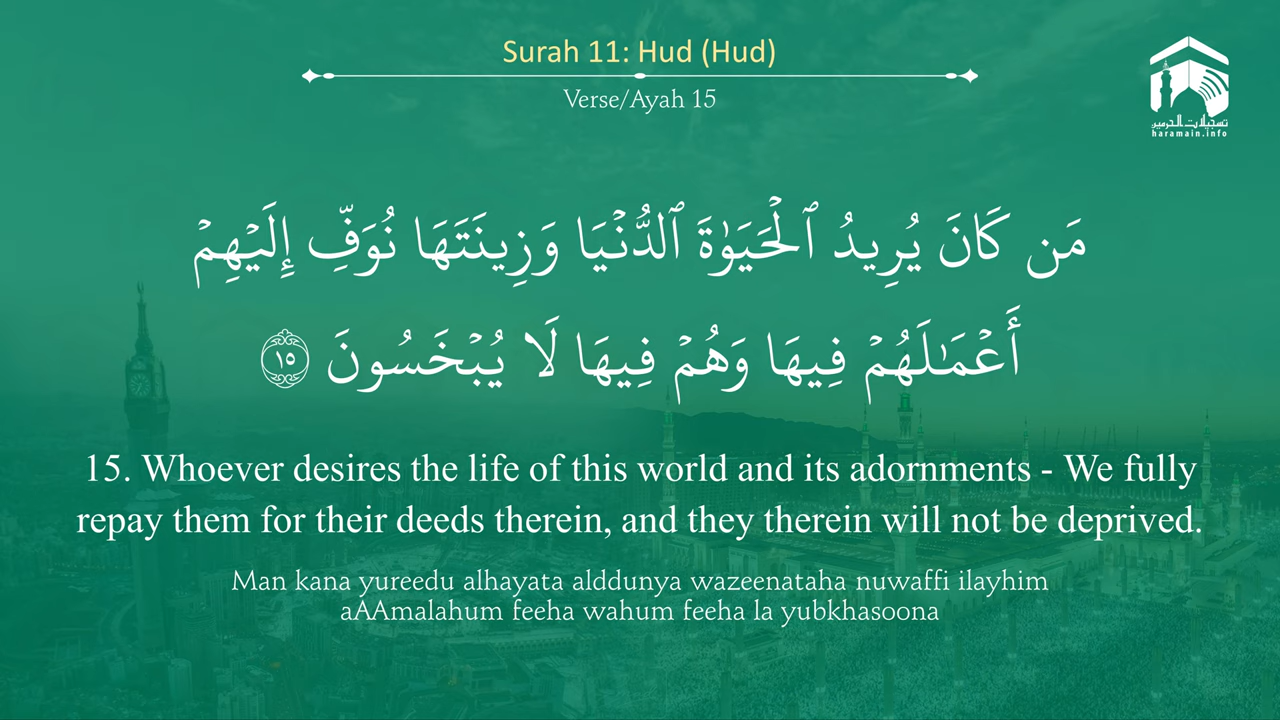 Surah 11: Hud (Hud)
Verse/Ayah 15
تسجيلات الحرمين
haramain.info
مَن كَانَ يُرِيدُ ٱلْحَيَوٰةَ ٱلدُّنْيَا وَزِينَتَهَا نُوَفِّ إِلَيْهِمْ
أَعْمَـٰلَهُمْ فِيهَا وَهُمْ فِيهَا لَا يُبْخَسُونَ ١٥
15. Whoever desires the life of this world and its adornments - We fully
repay them for their deeds therein, and they therein will not be deprived.
Man kana yureedu alhayata alddunya wazeenataha nuwaffi ilayhim
aAAmalahum feeha wahum feeha la yubkhasoona